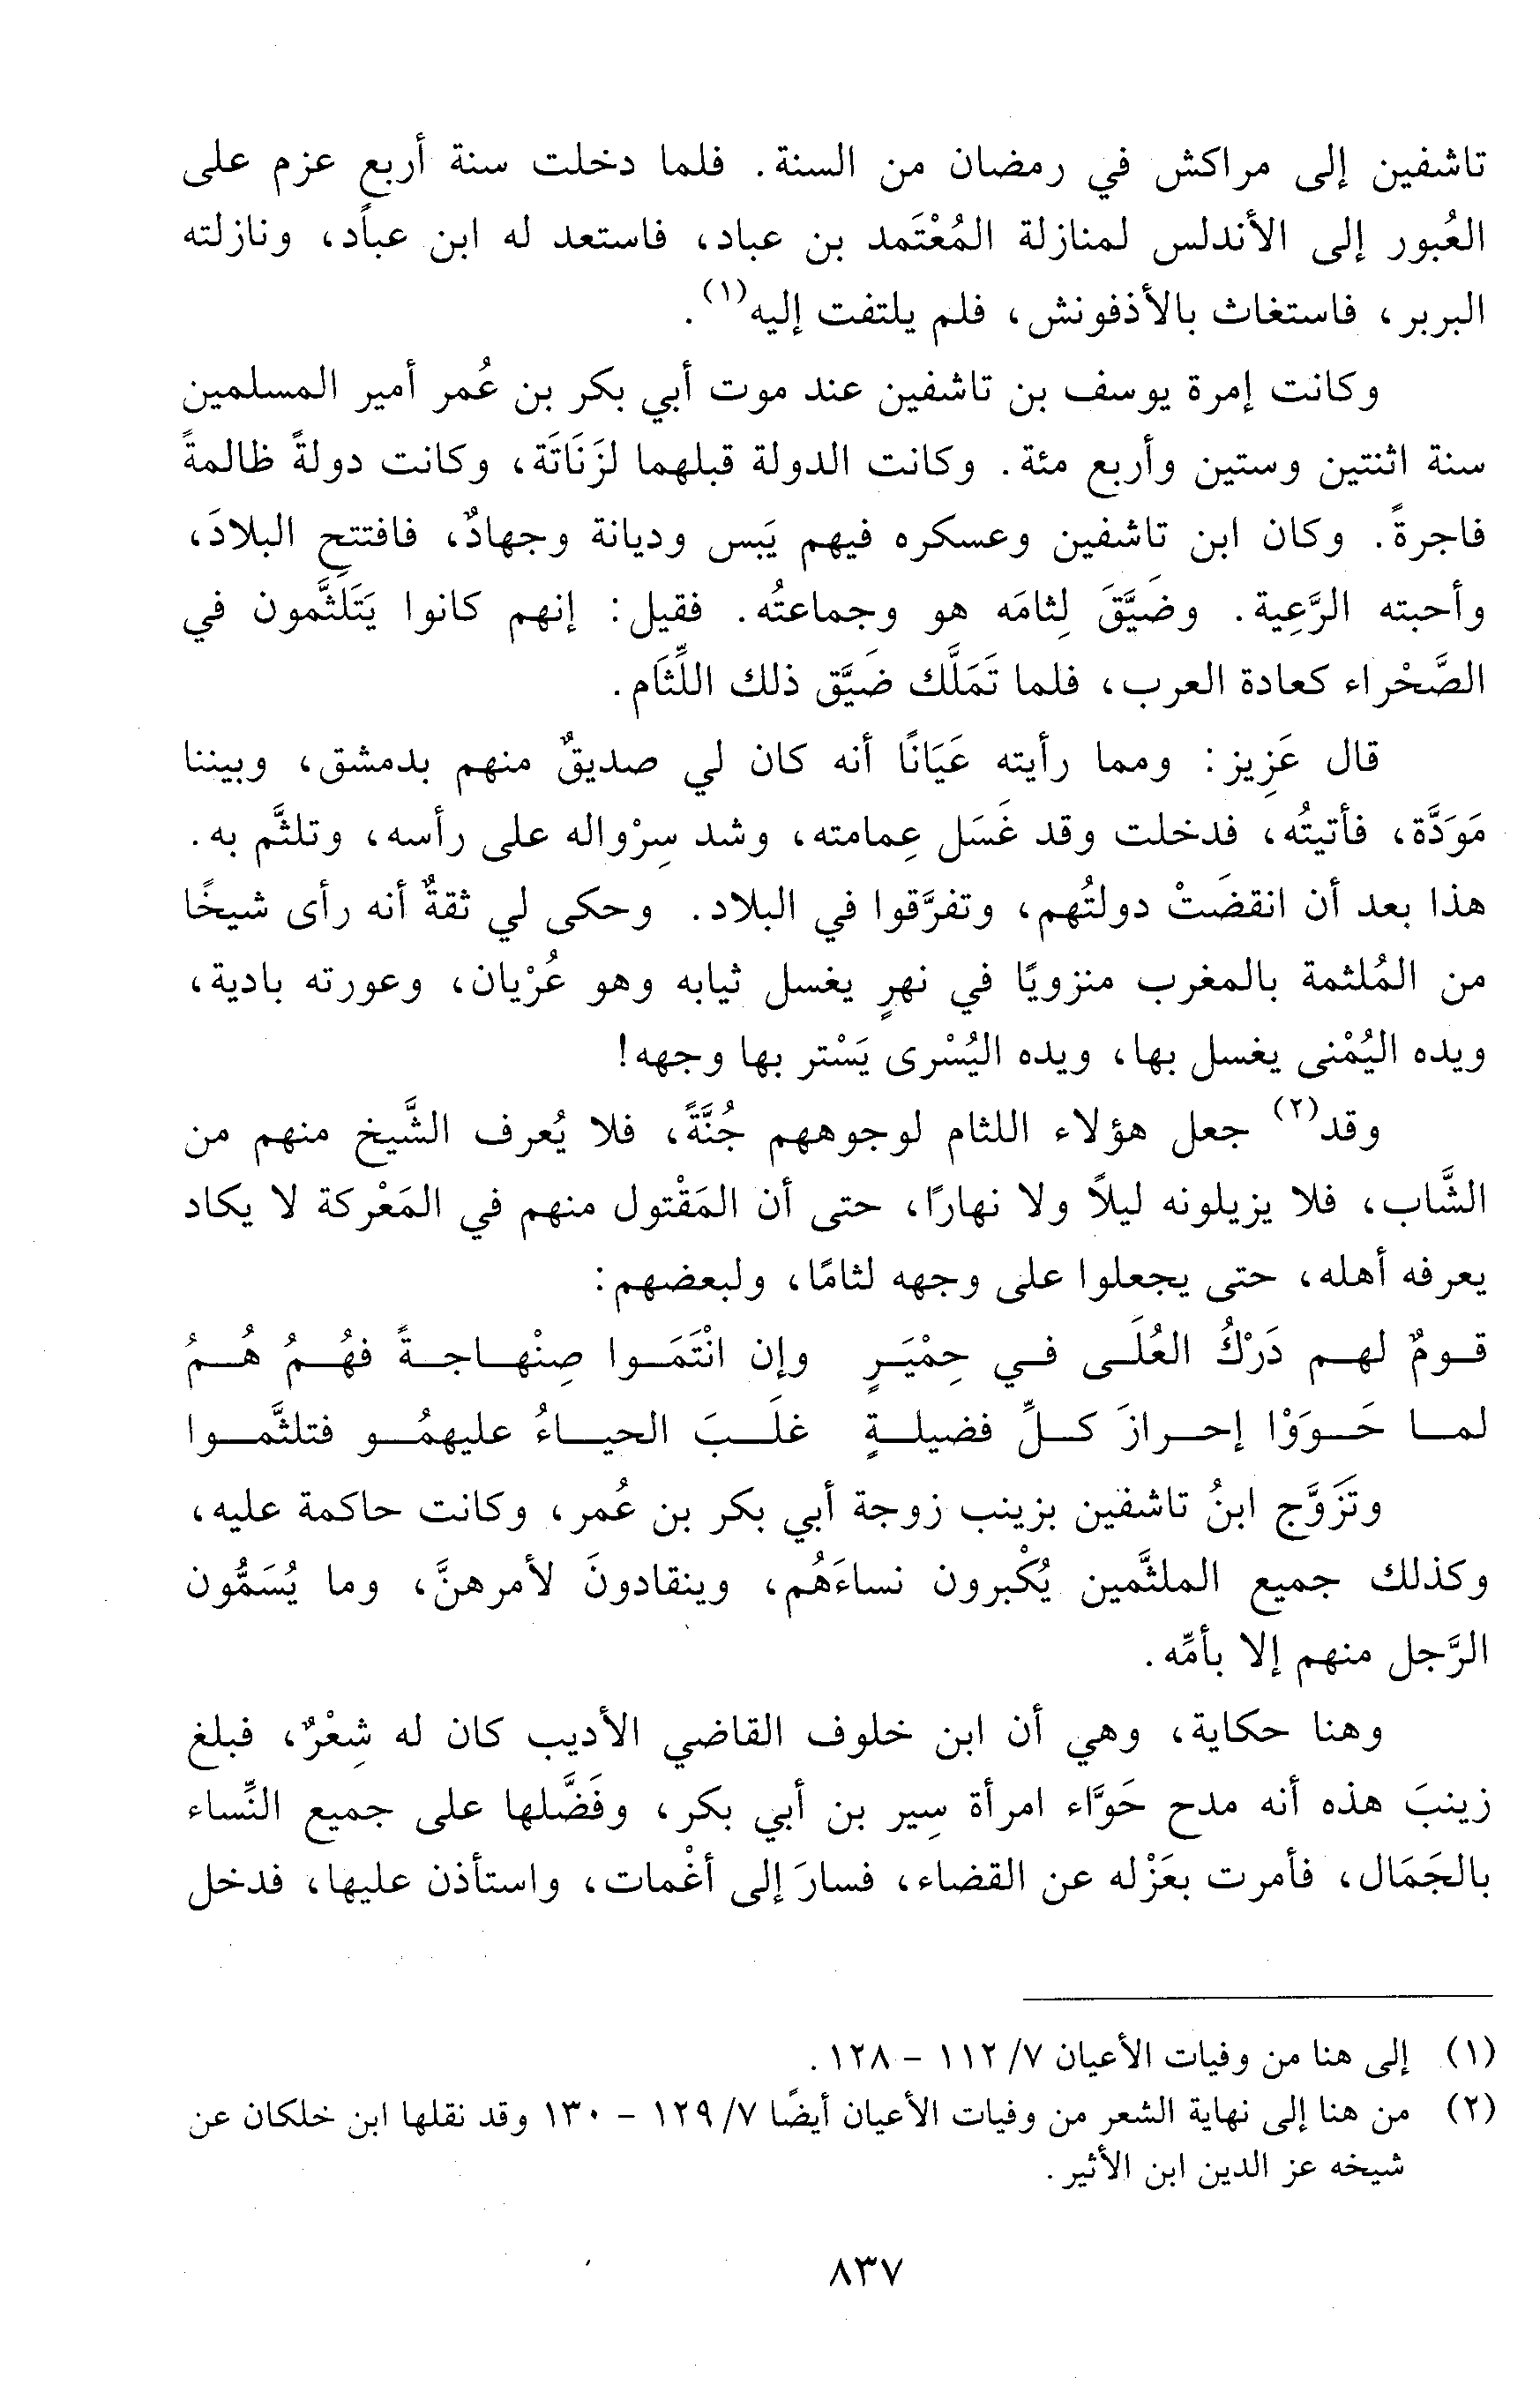 تاشفين إلى مراكش في رمضان من السنة. فلما دخلت سنة أربع عزم على
العُبور إلى الأندلس لمنازلة المُعْتَمد بن عباد، فاستعد له ابن عباد، ونازلته
البربر، فاستغاث بالأذفونش، فلم يلتفت إليه(١).
وكانت إمرة يوسف بن تاشفين عند موت أبي بكر بن عُمر أمير المسلمين
سنة اثنتين وستين وأربع مئة. وكانت الدولة قبلهما لزَنَاتَة، وكانت دولةً ظالمةً
فاجرةً. وكان ابن تاشفين وعسكره فيهم يَبس وديانة وجهادٌ، فافتتح البلادَ،
وأحبته الرَّعِية. وضَيَّقَ لِثامَه هو وجماعتُه. فقيل: إنهم كانوا يَتَلَثَّمون في
الصَّحْراء كعادة العرب، فلما تَمَلَّك ضَيَّق ذلك اللِّثَام.
قال عَزِيز: ومما رأيته عَيَانًا أنه كان لي صديقٌ منهم بدمشق، وبيننا
مَوَدَّة، فأتيتُه، فدخلت وقد غَسَل عِمامته، وشد سِرْواله على رأسه، وتلثَّم به.
هذا بعد أن انقضَتْ دولتُهم، وتفرَّقوا في البلاد. وحكى لي ثقةٌ أنه رأى شيخًا
من المُلثمة بالمغرب منزويًا في نهرٍ يغسل ثيابه وهو عُرْيان، وعورته بادية،
ويده اليُمْنى يغسل بها، ويده اليُسْرى يَسْتر بها وجهه!
وقد(٢) جعل هؤلاء اللثام لوجوههم جُنَّةً، فلا يُعرف الشَّيخ منهم من
الشَّاب، فلا يزيلونه ليلاً ولا نهارًا، حتى أن المَقْتول منهم في المَعْركة لا يكاد
يعرفه أهله، حتى يجعلوا على وجهه لثامًا، ولبعضهم:
قومٌ لهم دَرْكُ العُلَى في حِمْيَرٍ وإن انْتَمَوا صِنْهاجةً فهُمُ هُمُ
لما حَوَوْا إحرازَ كلِّ فضيلةٍ غلَبَ الحياءُ عليهمُو فتلثَّموا
وتَزَوَّج ابنُ تاشفين بزينب زوجة أبي بكر بن عُمر، وكانت حاكمة عليه،
وكذلك جميع الملثَّمين يُكْبرون نساءَهُم، وينقادونَ لأمرهنَّ، وما يُسَمُّون
الرَّجل منهم إلا بأمِّه.
وهنا حكاية، وهي أن ابن خلوف القاضي الأديب كان له شِعْرٌ، فبلغ
زينبَ هذه أنه مدح حَوَّاء امرأة سِير بن أبي بكر، وفَضَّلها على جميع النِّساء
بالجَمَال، فأمرت بعَزْله عن القضاء، فسارَ إلى أغْمات، واستأذن عليها، فدخل
(١) إلى هنا من وفيات الأعيان ٧/ ١١٢ - ١٢٨.
(٢) من هنا إلى نهاية الشعر من وفيات الأعيان أيضًا ٧/ ١٢٩ - ١٣٠ وقد نقلها ابن خلكان عن
شيخه عز الدين ابن الأثير.
٨٣٧